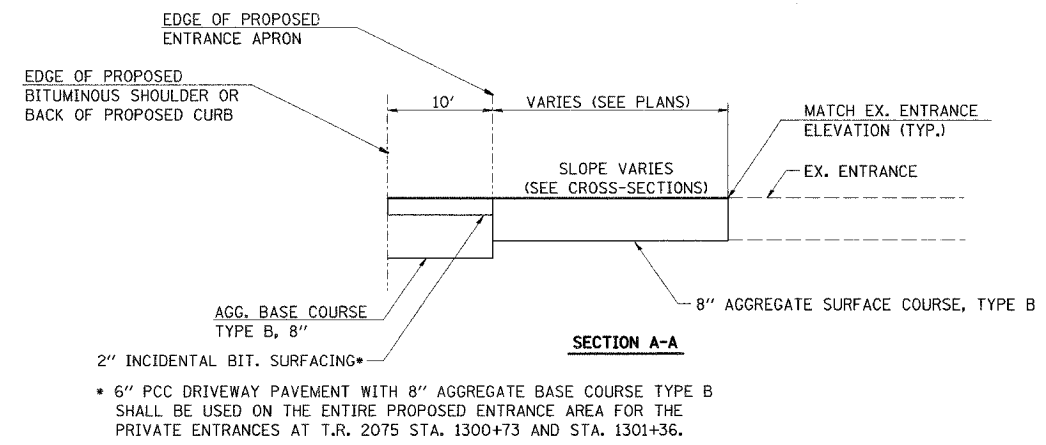 EDGE OF PROPOSED
ENTRANCE APRON
EDGE OF PROPOSED
BITUMINOUS SHOULDER OR
BACK OF PROPOSED CURB
10'
VARIES (SEE PLANS)
MATCH EX. ENTRANCE
ELEVATION (TYP.)
SLOPE VARIES
(SEE CROSS-SECTIONS)
EX. ENTRANCE
AGG. BASE COURSE
TYPE B, 8"
8" AGGREGATE SURFACE COURSE, TYPE B
SECTION A-A
2" INCIDENTAL BIT. SURFACING*
* 6" PCC DRIVEWAY PAVEMENT WITH 8" AGGREGATE BASE COURSE TYPE B
SHALL BE USED ON THE ENTIRE PROPOSED ENTRANCE AREA FOR THE
PRIVATE ENTRANCES AT T.R. 2075 STA. 1300+73 AND STA. 1301+36.